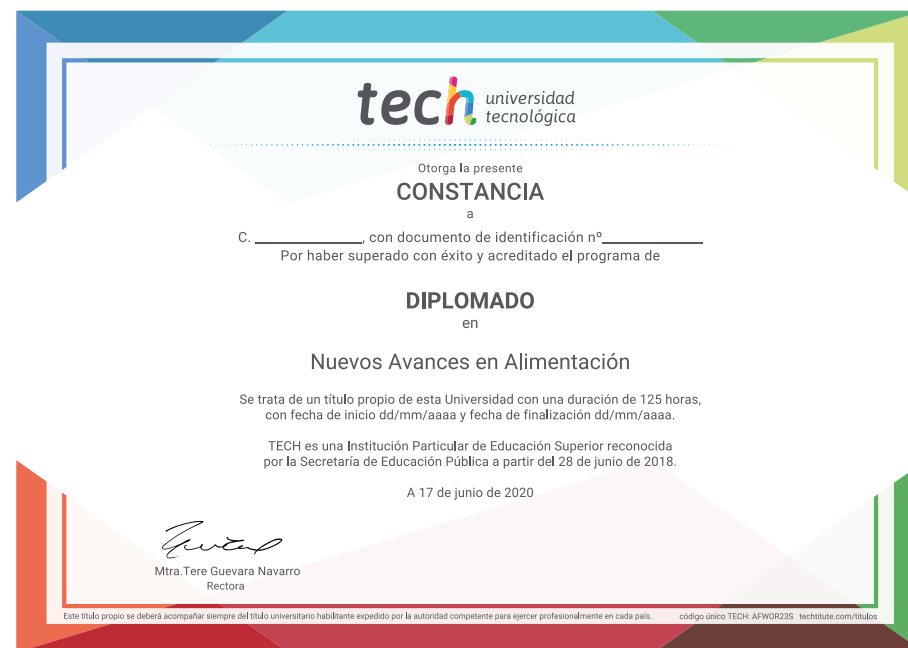 tech universidad
tecnológica
Otorga la presente
CONSTANCIA
a
C. ______________, con documento de identificación nº_____________
Por haber superado con éxito y acreditado el programa de
DIPLOMADO
en
Nuevos Avances en Alimentación
Se trata de un título propio de esta Universidad con una duración de 125 horas,
con fecha de inicio dd/mm/aaaa y fecha de finalización dd/mm/aaaa.
TECH es una Institución Particular de Educación Superior reconocida
por la Secretaría de Educación Pública a partir del 28 de junio de 2018.
A 17 de junio de 2020
Mtra.Tere Guevara Navarro
Rectora
Este título propio se deberá acompañar siempre del título universitario habilitante expedido por la autoridad competente para ejercer profesionalmente en cada país. código único TECH: AFWOR23S techtitute.com/titulos